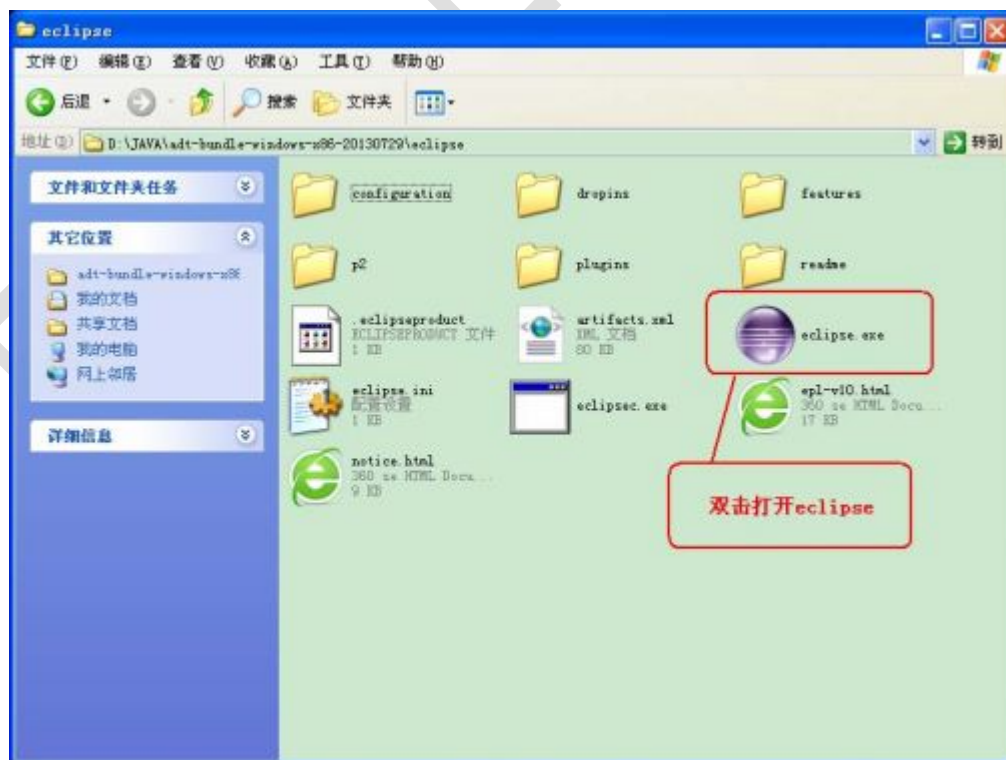 eclipse
文件(F) 编辑(E) 查看(V) 收藏(A) 工具(T) 帮助(H)
后退 搜索 文件夹
地址(D) D:\JAVA\adt-bundle-windows-x86-20130729\eclipse 转到
文件和文件夹任务
其它位置
adt-bundle-windows-x86
我的文档
共享文档
我的电脑
网上邻居
详细信息
configuration
dropins
features
p2
plugins
readme
.eclipseproduct
ECLIPSEPRODUCT 文件
1 KB
artifacts.xml
XML 文档
80 KB
eclipse.exe
eclipse.ini
配置设置
1 KB
eclipsec.exe
epl-v10.html
360 se HTML Docu...
17 KB
notice.html
360 se HTML Docu...
9 KB
双击打开eclipse